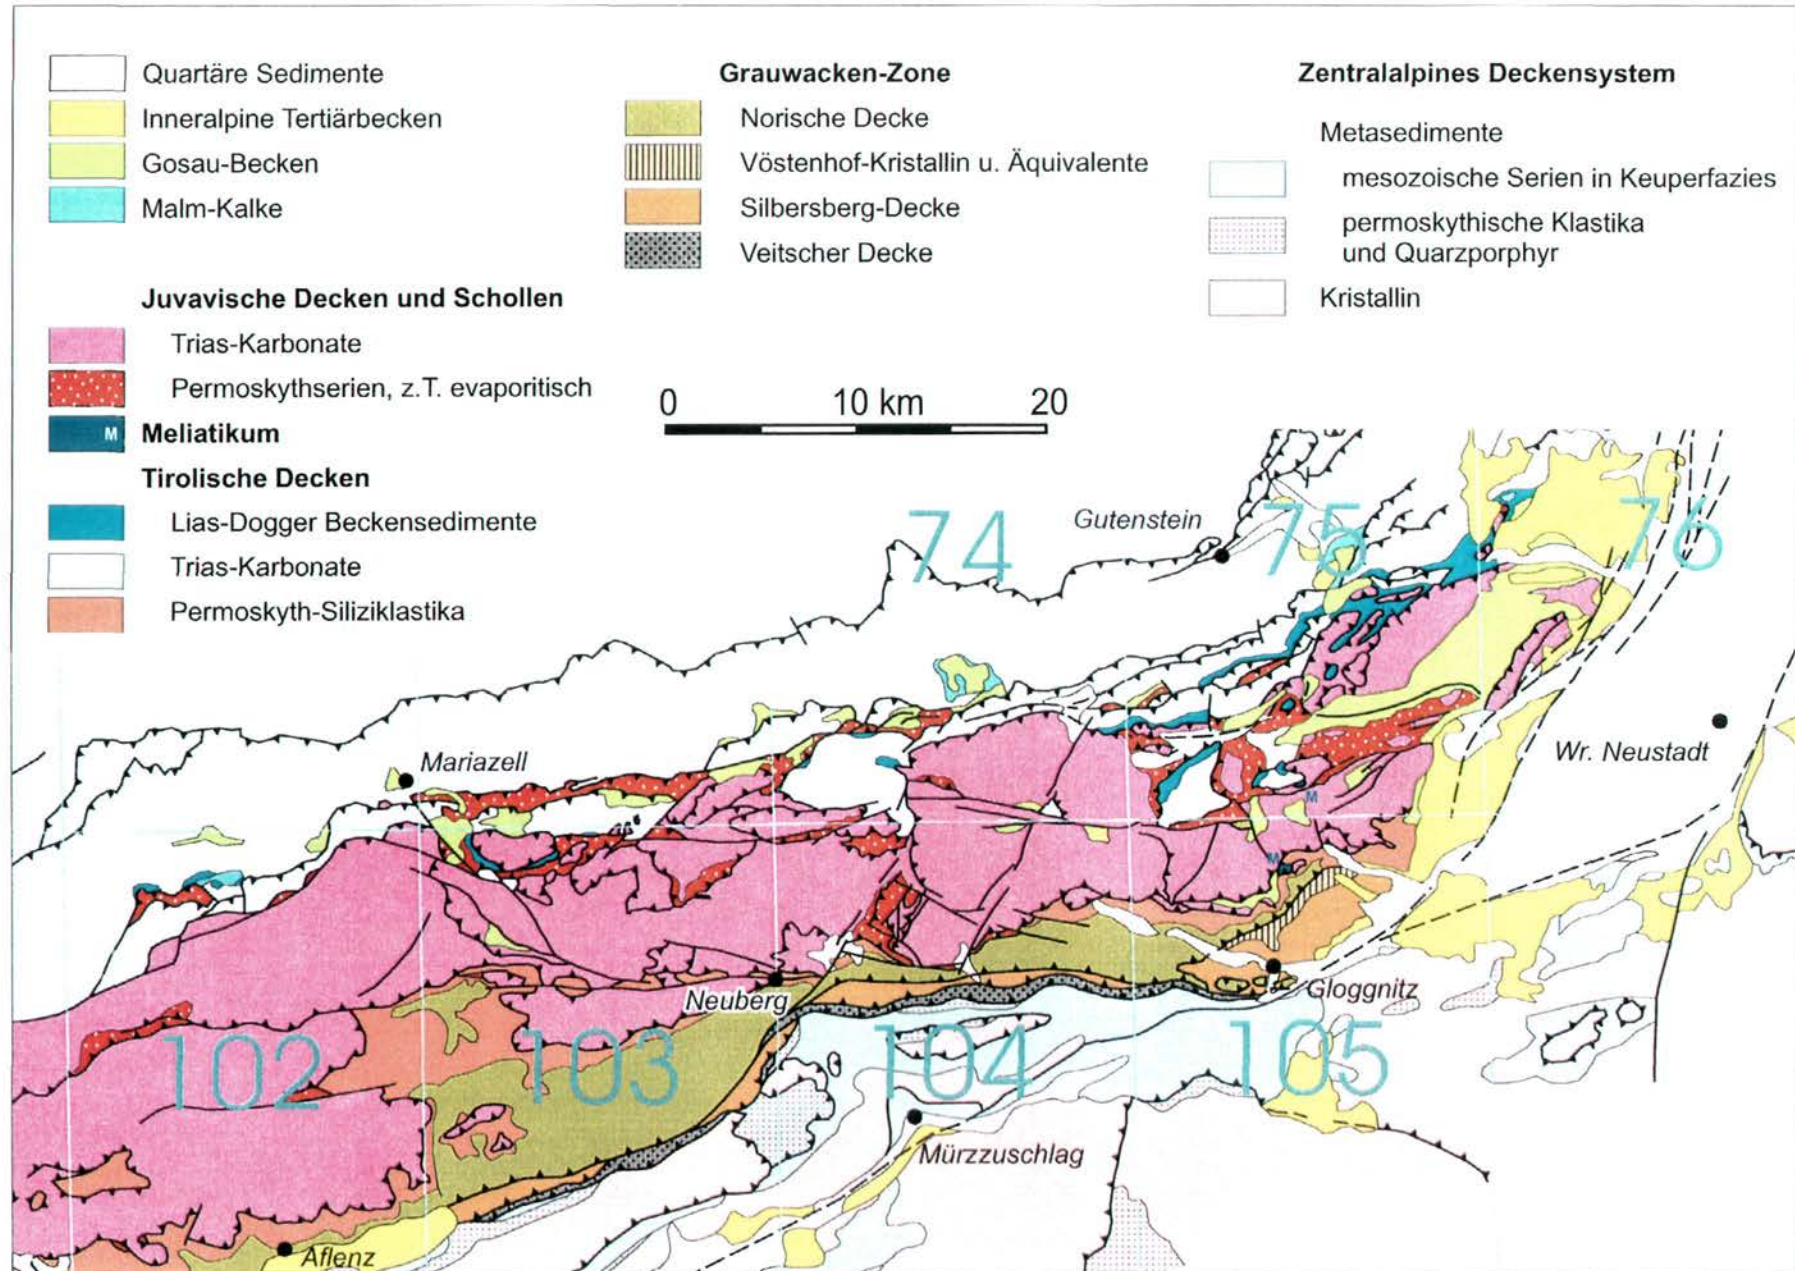 Quartäre Sedimente
Inneralpine Tertiärbecken
Gosau-Becken
Malm-Kalke
Juvavische Decken und Schollen
Trias-Karbonate
Permoskythserien, z.T. evaporitisch
M Meliatikum
Tirolische Decken
Lias-Dogger Beckensedimente
Trias-Karbonate
Permoskyth-Siliziklastika
Grauwacken-Zone
Norische Decke
Vöstenhof-Kristallin u. Äquivalente
Silbersberg-Decke
Veitscher Decke
Zentralalpines Deckensystem
Metasedimente
mesozoische Serien in Keuperfazies
permoskythische Klastika
und Quarzporphyr
Kristallin
0 10 km 20
74
Gutenstein
75
76
Mariazell
Wr. Neustadt
M
M
Neuberg
Gloggnitz
102
103
104
105
Mürzzuschlag
Aflenz